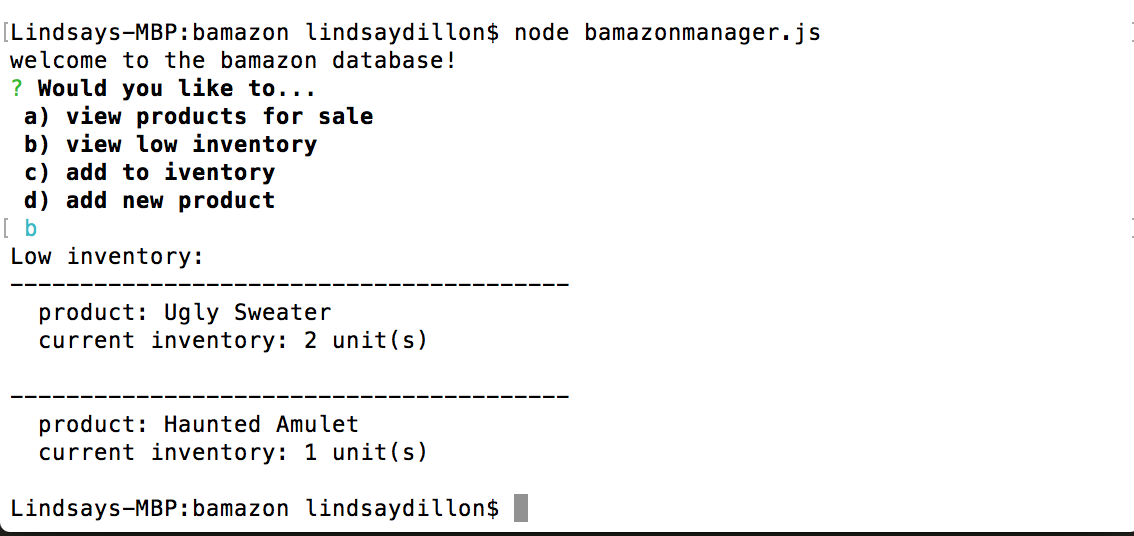 [Lindsays-MBP:bamazon lindsaydillon$ node bamazonmanager.js
welcome to the bamazon database!
? Would you like to...
a) view products for sale
b) view low inventory
c) add to iventory
d) add new product
[ b
Low inventory:
----------------------------------------
product: Ugly Sweater
current inventory: 2 unit(s)
----------------------------------------
product: Haunted Amulet
current inventory: 1 unit(s)
Lindsays-MBP:bamazon lindsaydillon$